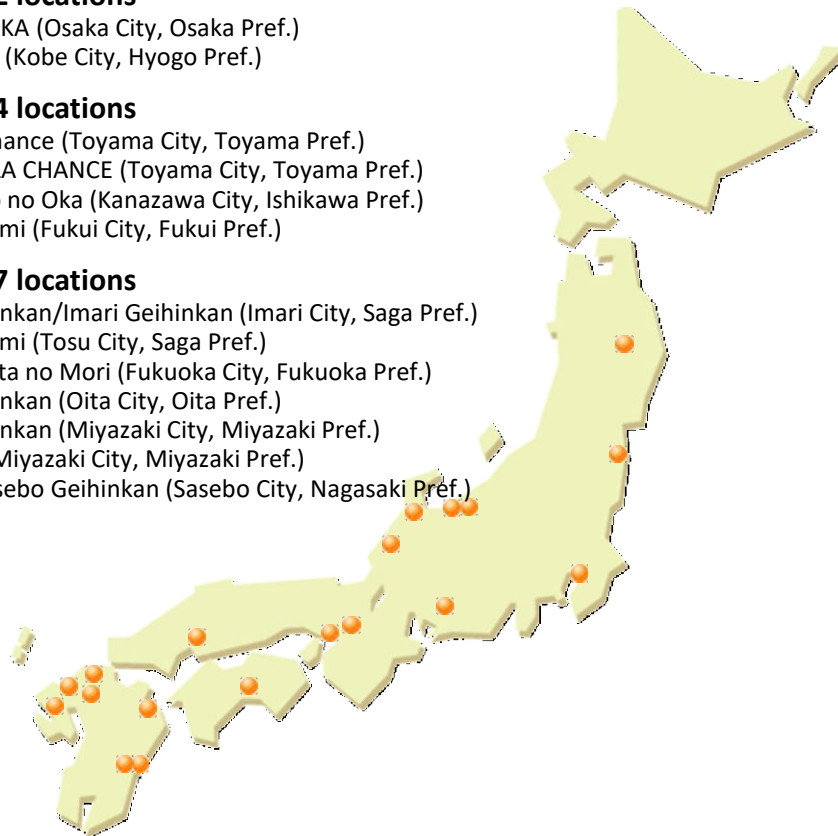 KA (Osaka City, Osaka Pref.)
(Kobe City, Hyogo Pref.)
4 locations
ance (Toyama City, Toyama Pref.)
A CHANCE (Toyama City, Toyama Pref.)
no Oka (Kanazawa City, Ishikawa Pref.)
mi (Fukui City, Fukui Pref.)
7 locations
nkan/Imari Geihinkan (Imari City, Saga Pref.)
mi (Tosu City, Saga Pref.)
ta no Mori (Fukuoka City, Fukuoka Pref.)
nkan (Oita City, Oita Pref.)
nkan (Miyazaki City, Miyazaki Pref.)
Miyazaki City, Miyazaki Pref.)
sebo Geihinkan (Sasebo City, Nagasaki Pref.)